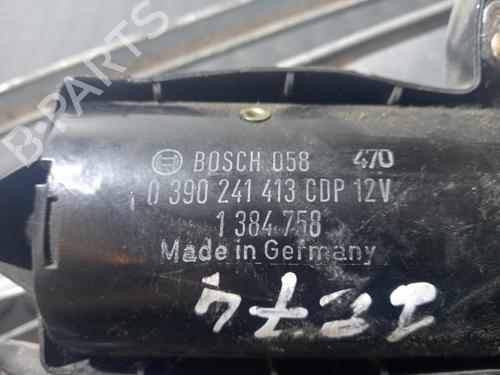 B-PARTS
BOSCH 058 470
0 390 241 413 CDP 12V
1 384 758
Made in Germany